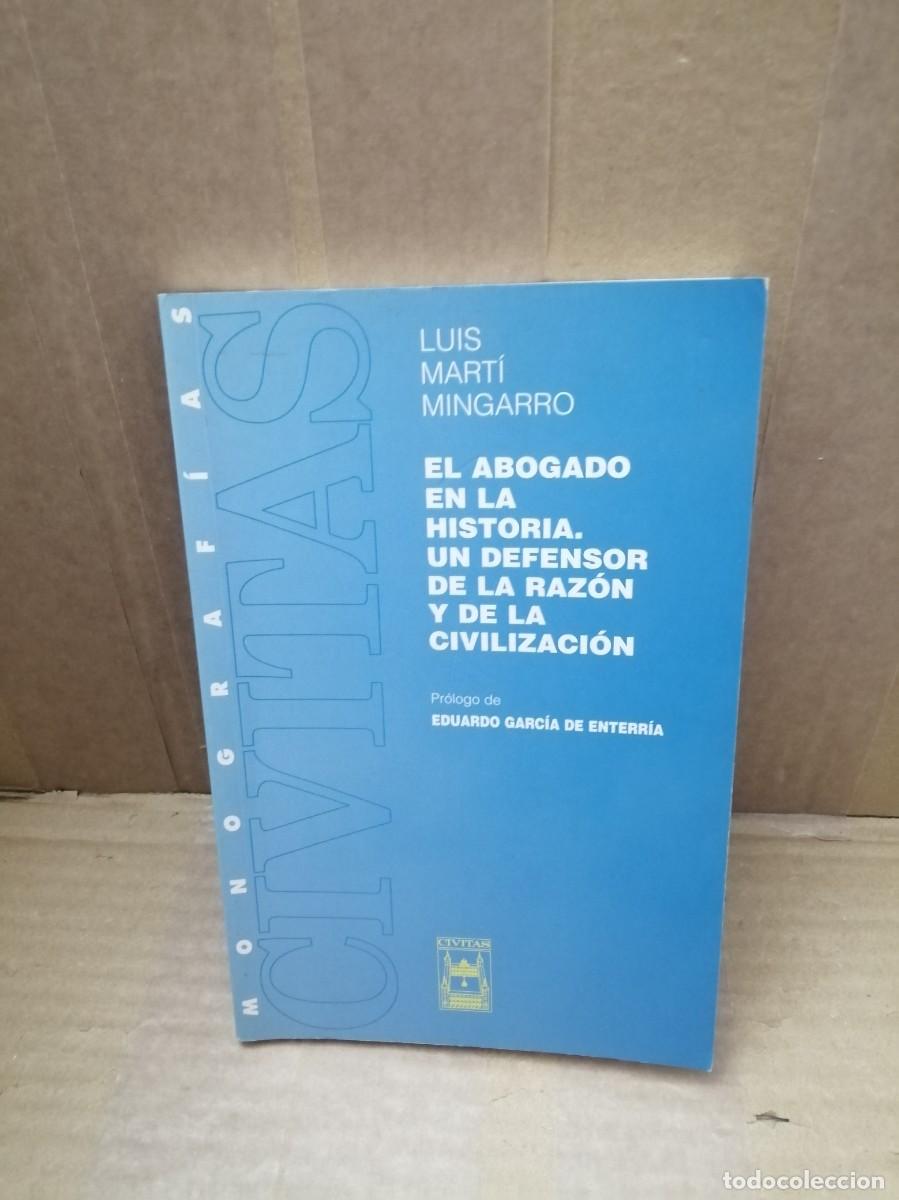 MONOGRAFÍAS
CIVITAS
LUIS
MARTÍ
MINGARRO
EL ABOGADO
EN LA
HISTORIA.
UN DEFENSOR
DE LA RAZÓN
Y DE LA
CIVILIZACIÓN
Prólogo de
EDUARDO GARCÍA DE ENTERRÍA
CIVITAS
todocoleccion